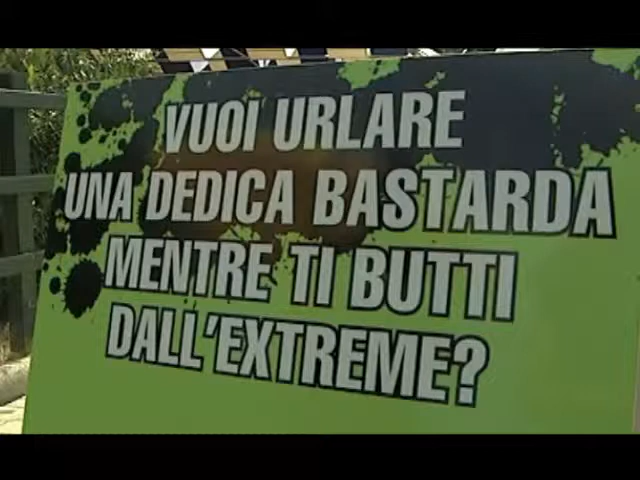 VUOI URLARE
UNA DEDICA BASTARDA
MENTRE TI BUTTI
DALL'EXTREME?